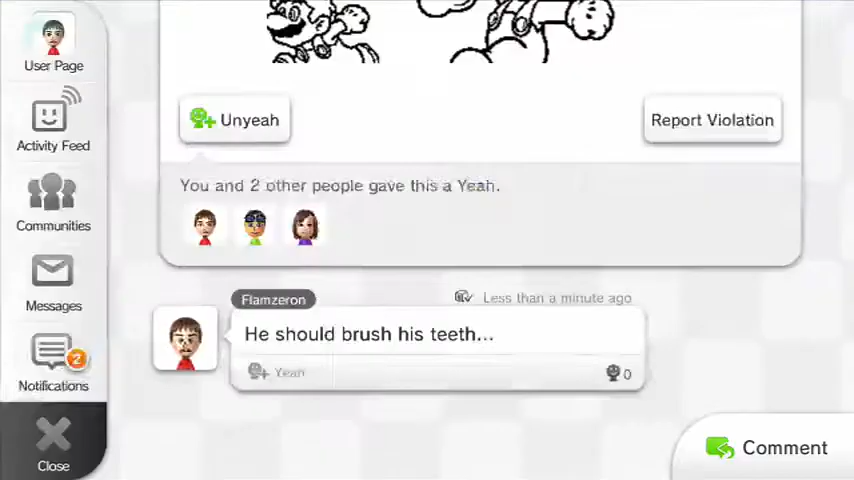 User Page
Activity Feed
Communities
Messages
2
Notifications
Close
Unyeah
Report Violation
You and 2 other people gave this a Yeah.
Flamzeron
Less than a minute ago
He should brush his teeth...
Yeah
0
Comment